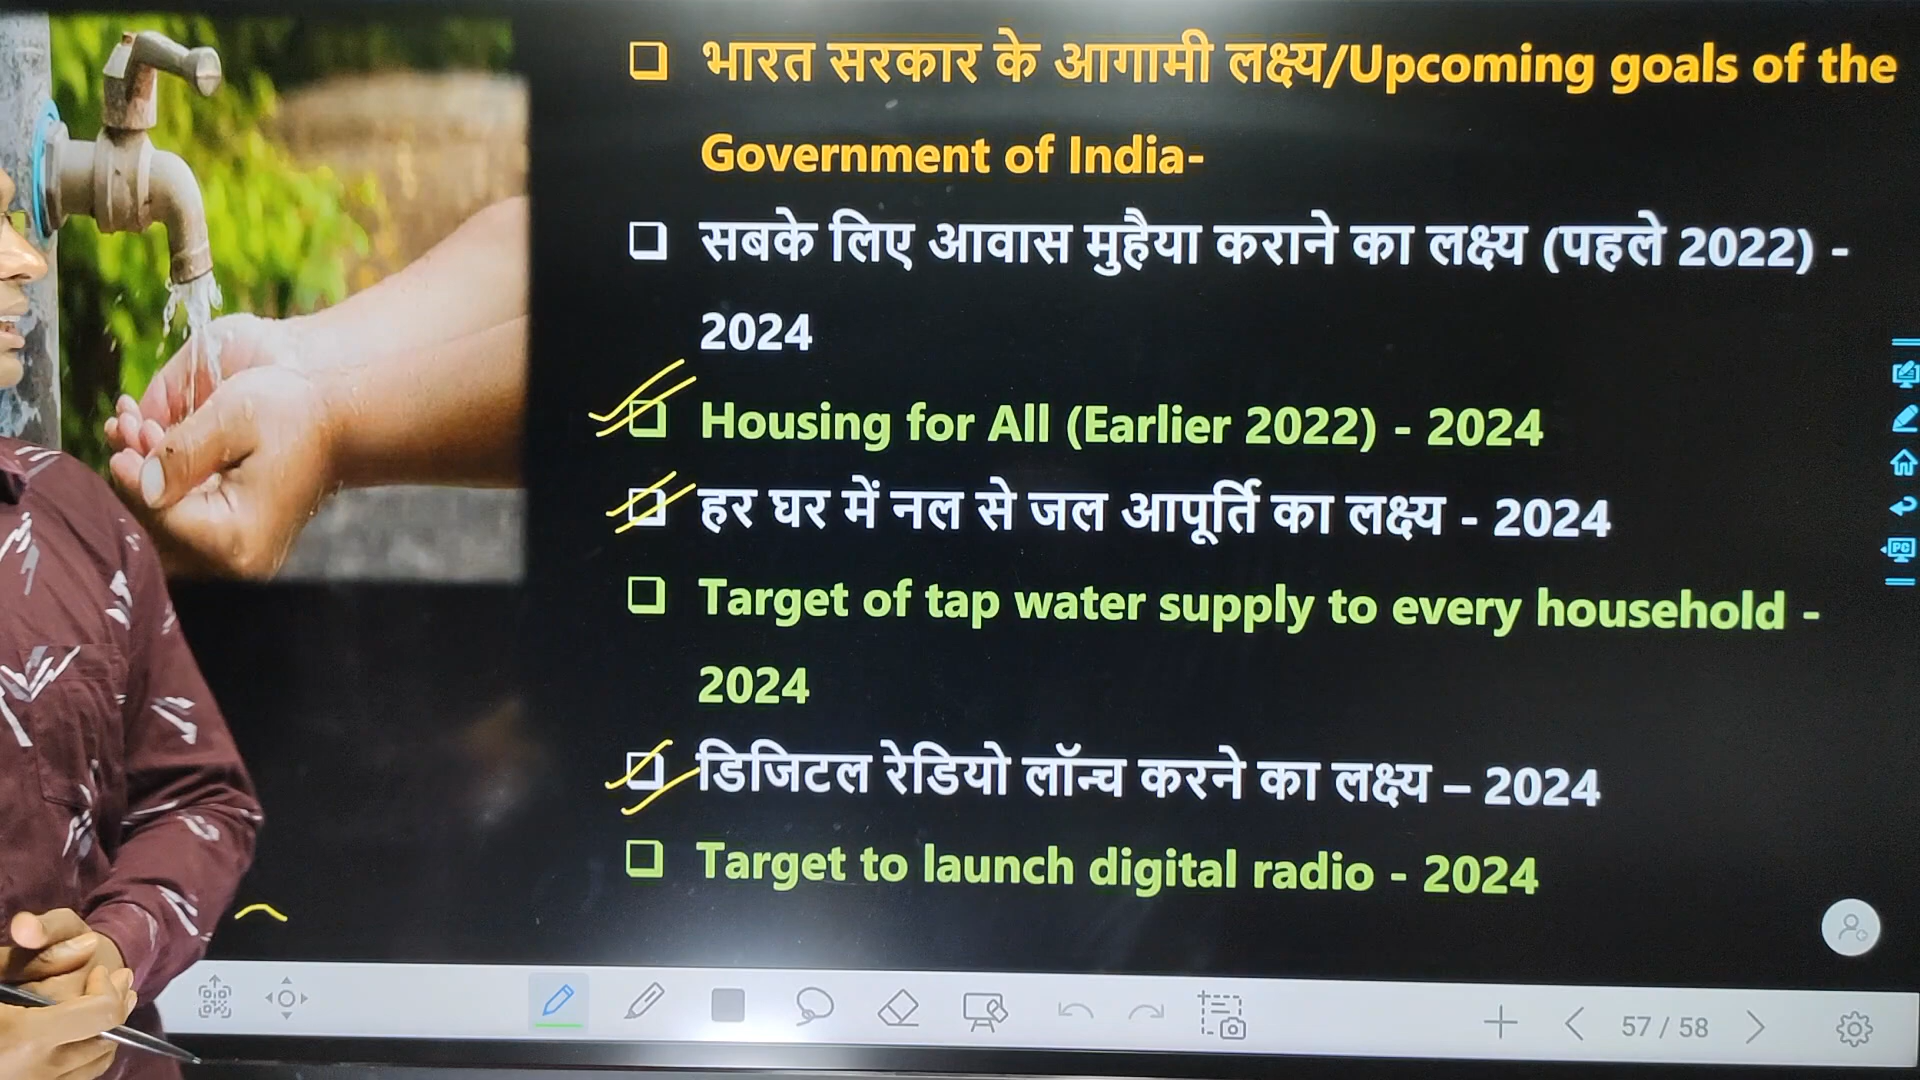 भारत सरकार के आगामी लक्ष्य/Upcoming goals of the
Government of India-
सबके लिए आवास मुहैया कराने का लक्ष्य (पहले 2022) -
2024
Housing for All (Earlier 2022) - 2024
हर घर में नल से जल आपूर्ति का लक्ष्य - 2024
Target of tap water supply to every household -
2024
डिजिटल रेडियो लॉन्च करने का लक्ष्य – 2024
Target to launch digital radio - 2024
PC
57 / 58